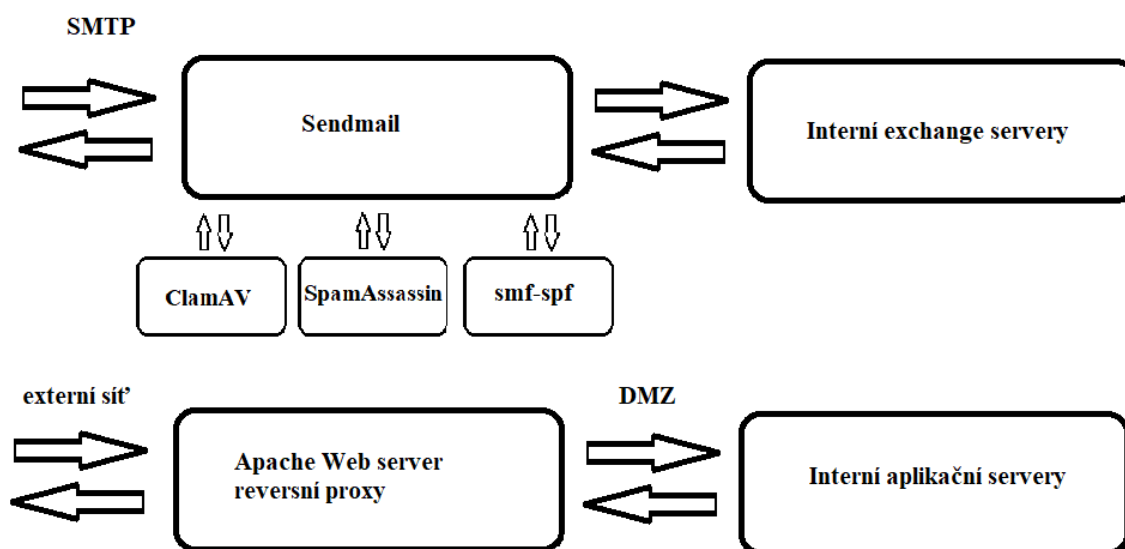 SMTP
Sendmail
Interní exchange servery
ClamAV
SpamAssassin
smf-spf
externí síť
DMZ
Apache Web server
reversní proxy
Interní aplikační servery